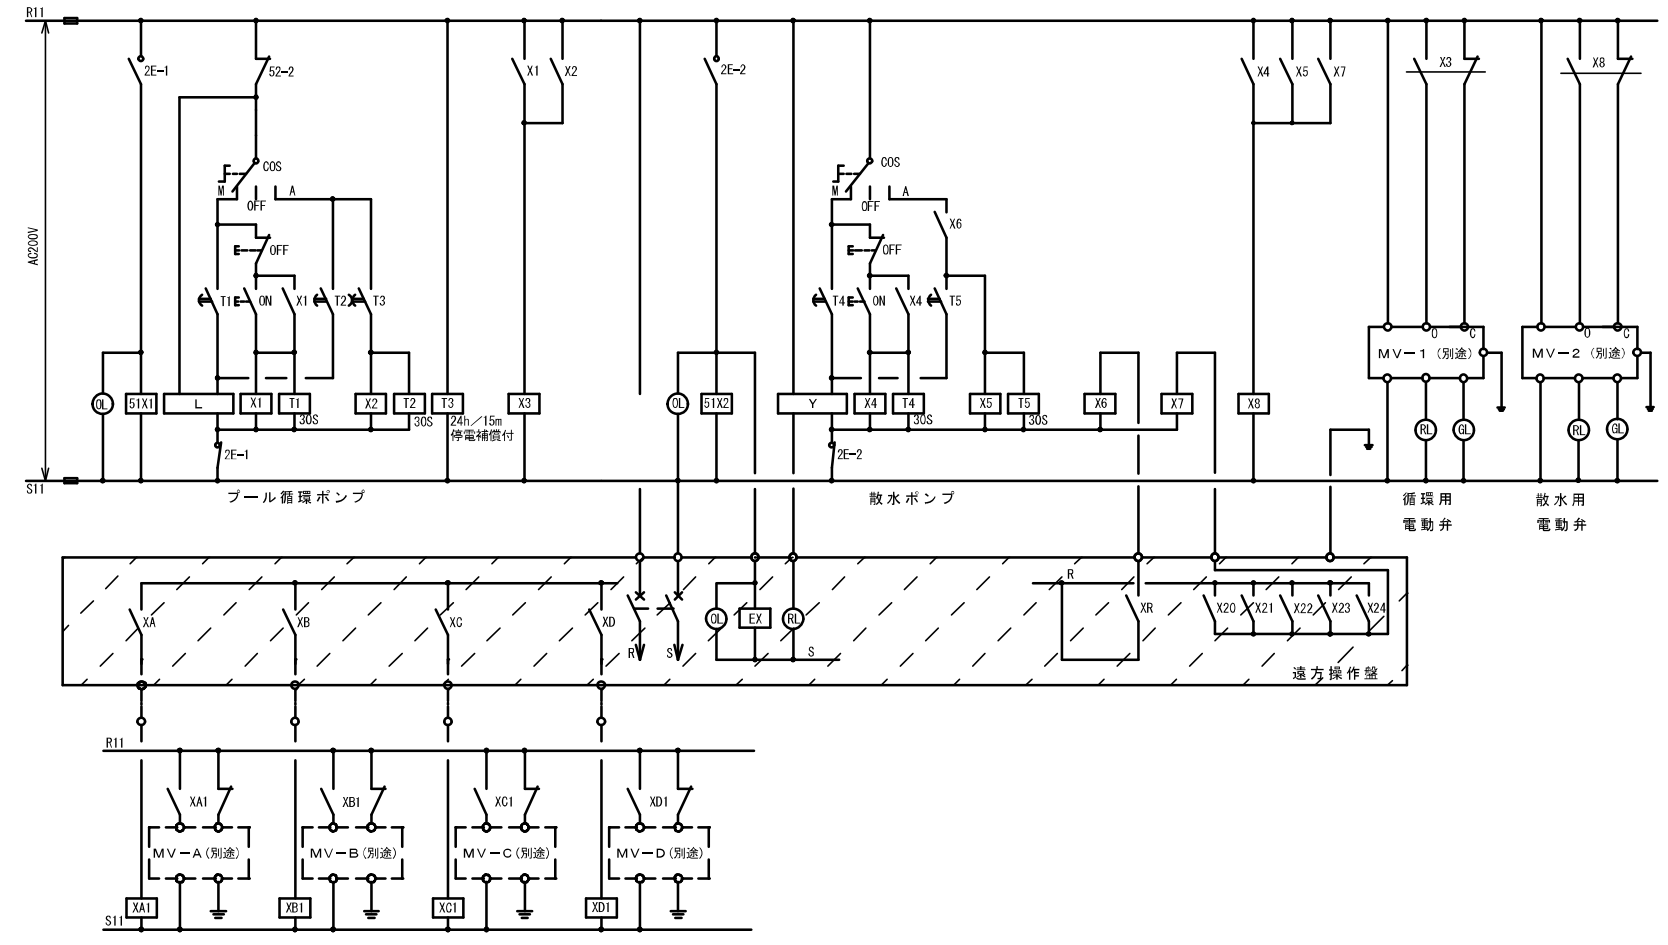 R11
2E-1
52-2
X1
X2
2E-2
X4
X5
X7
X3
X8
AC200V
COS
M
A
OFF
OFF
T1
ON
X1
T2
T3
COS
M
A
OFF
X6
OFF
T4
ON
X4
T5
OL
51X1
L
X1
T1
30S
X2
T2
30S
T3
24h/15m
停電補償付
X3
OL
51X2
Y
X4
T4
30S
X5
T5
30S
X6
X7
X8
O
C
MV-1 (別途)
RL
GL
O
C
MV-2 (別途)
RL
GL
2E-1
2E-2
S11
プール循環ポンプ
散水ポンプ
循環用
電動弁
散水用
電動弁
XA
XB
XC
XD
R
S
OL
EX
RL
S
R
XR
X20
X21
X22
X23
X24
遠方操作盤
R11
XA1
XB1
XC1
XD1
MV-A (別途)
MV-B (別途)
MV-C (別途)
MV-D (別途)
XA1
XB1
XC1
XD1
S11